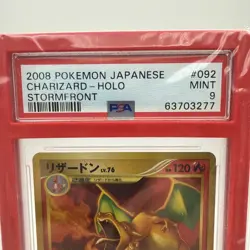 2008 POKEMON JAPANESE #092
CHARIZARD-HOLO MINT
STORMFRONT 9
PSA
63703277
リザードン LV.76 120